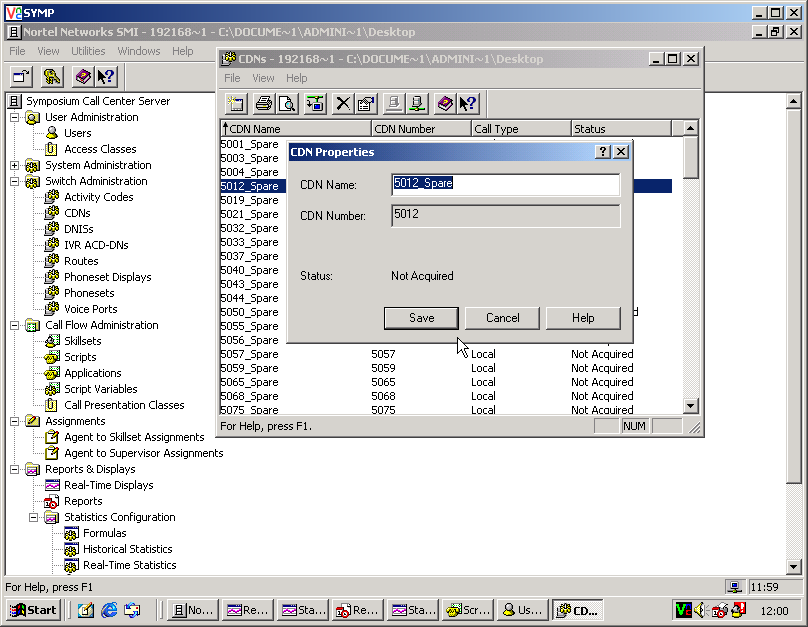 SYMP
Nortel Networks SMI - 192168~1 - C:\DOCUME~1\ADMINI~1\Desktop
File View Utilities Windows Help
Symposium Call Center Server
User Administration
Users
Access Classes
System Administration
Switch Administration
Activity Codes
CDNs
DNISs
IVR ACD-DNs
Routes
Phoneset Displays
Phonesets
Voice Ports
Call Flow Administration
Skillsets
Scripts
Applications
Script Variables
Call Presentation Classes
Assignments
Agent to Skillset Assignments
Agent to Supervisor Assignments
Reports & Displays
Real-Time Displays
Reports
Statistics Configuration
Formulas
Historical Statistics
Real-Time Statistics
CDNs - 192168~1 - C:\DOCUME~1\ADMINI~1\Desktop
File View Help
CDN Name CDN Number Call Type Status
5001_Spare
5003_Spare
5004_Spare
5012_Spare
5019_Spare
5021_Spare
5032_Spare
5033_Spare
5037_Spare
5040_Spare
5043_Spare
5044_Spare
5050_Spare
5055_Spare
5056_Spare
5057_Spare 5057 Local Not Acquired
5059_Spare 5059 Local Not Acquired
5065_Spare 5065 Local Not Acquired
5068_Spare 5068 Local Not Acquired
5075_Spare 5075 Local Not Acquired
For Help, press F1. NUM
CDN Properties
CDN Name: 5012_Spare
CDN Number: 5012
Status: Not Acquired
Save Cancel Help
For Help, press F1 11:59
Start No... Re... Sta... Re... Sta... Scr... Us... CD... 12:00